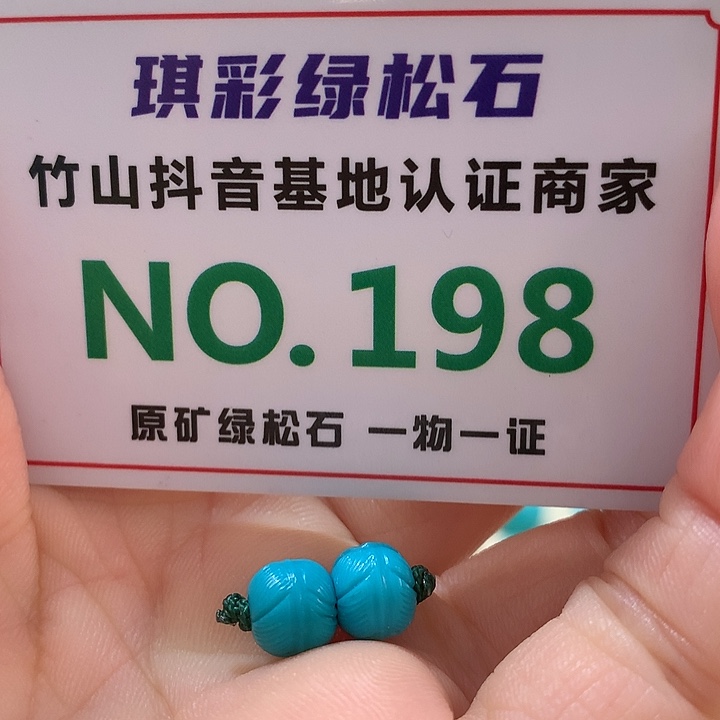 琪彩绿松石
竹山抖音基地认证商家
NO.198
原矿绿松石 一物一证